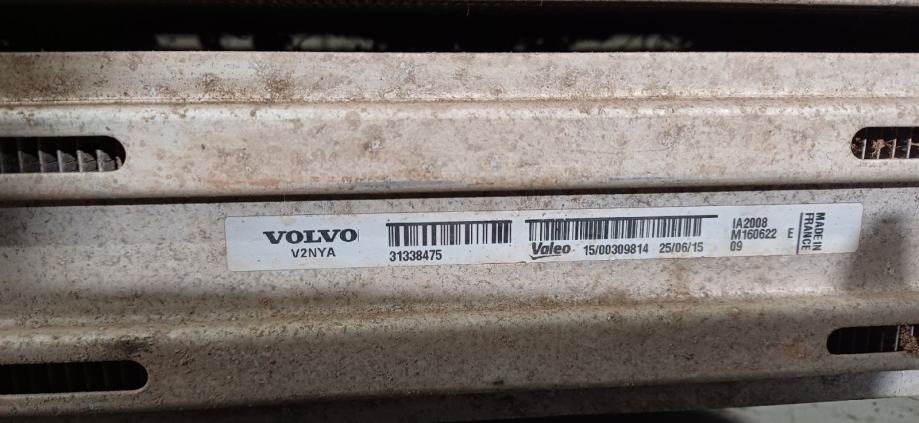 VOLVO
V2NYA
31338475
Valeo 15/00309814 25/06/15
IA2008
M160622 E
09
MADE IN
FRANCE